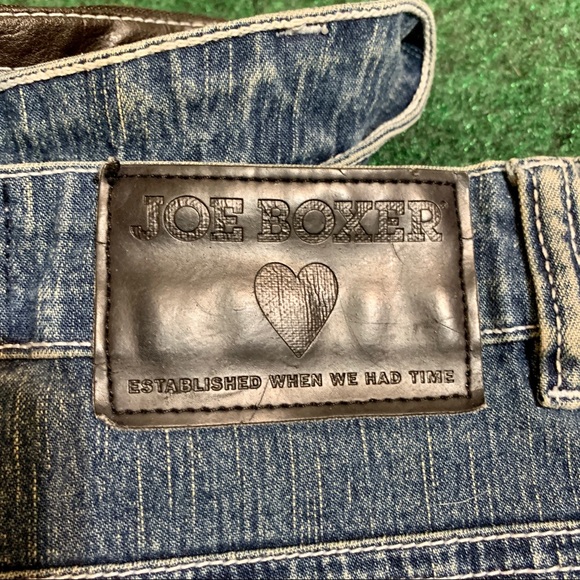 JOE BOXER
ESTABLISHED WHEN WE HAD TIME